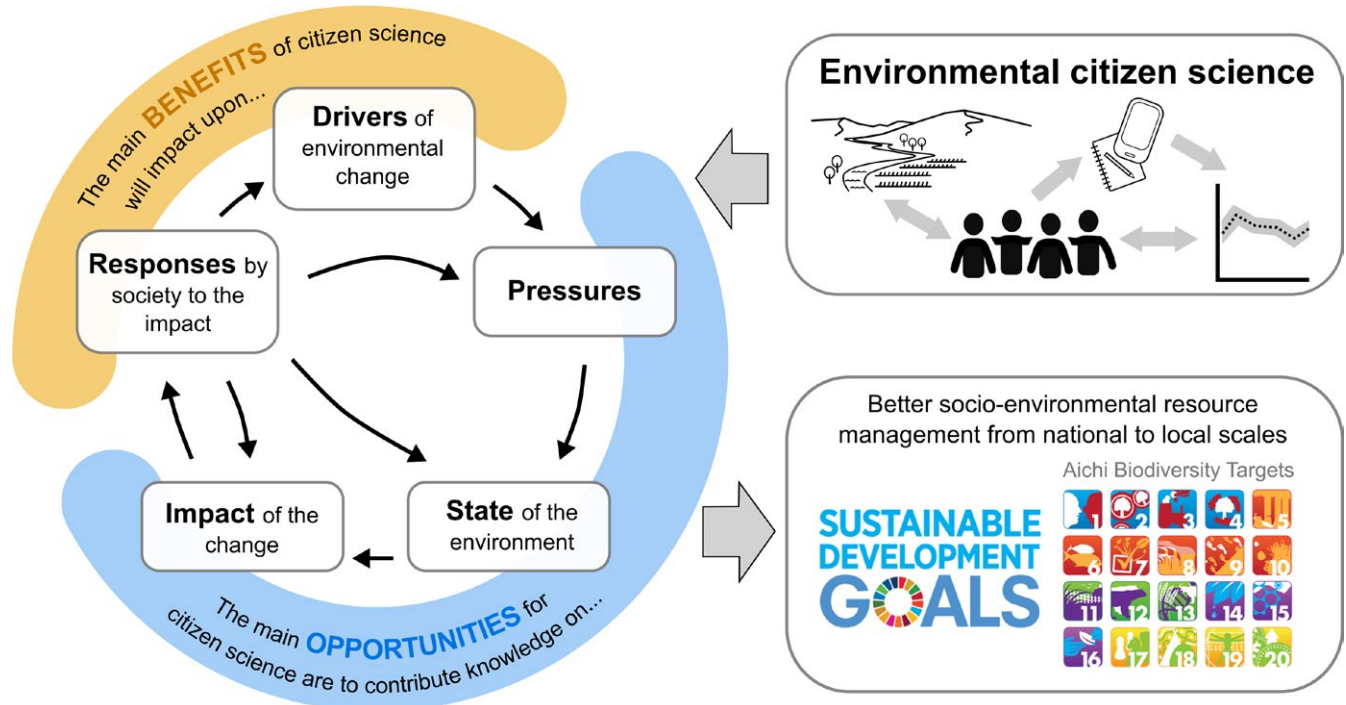 The main BENEFITS of citizen science
will impact upon...
Drivers of
environmental
change
Responses by
society to the
impact
Pressures
Impact of the
change
State of the
environment
The main OPPORTUNITIES for
citizen science are to contribute knowledge on...
Environmental citizen science
Better socio-environmental resource
management from national to local scales
Aichi Biodiversity Targets
SUSTAINABLE
DEVELOPMENT
GOALS
1 2 3 4 5
6 7 8 9 10
11 12 13 14 15
16 17 18 19 20